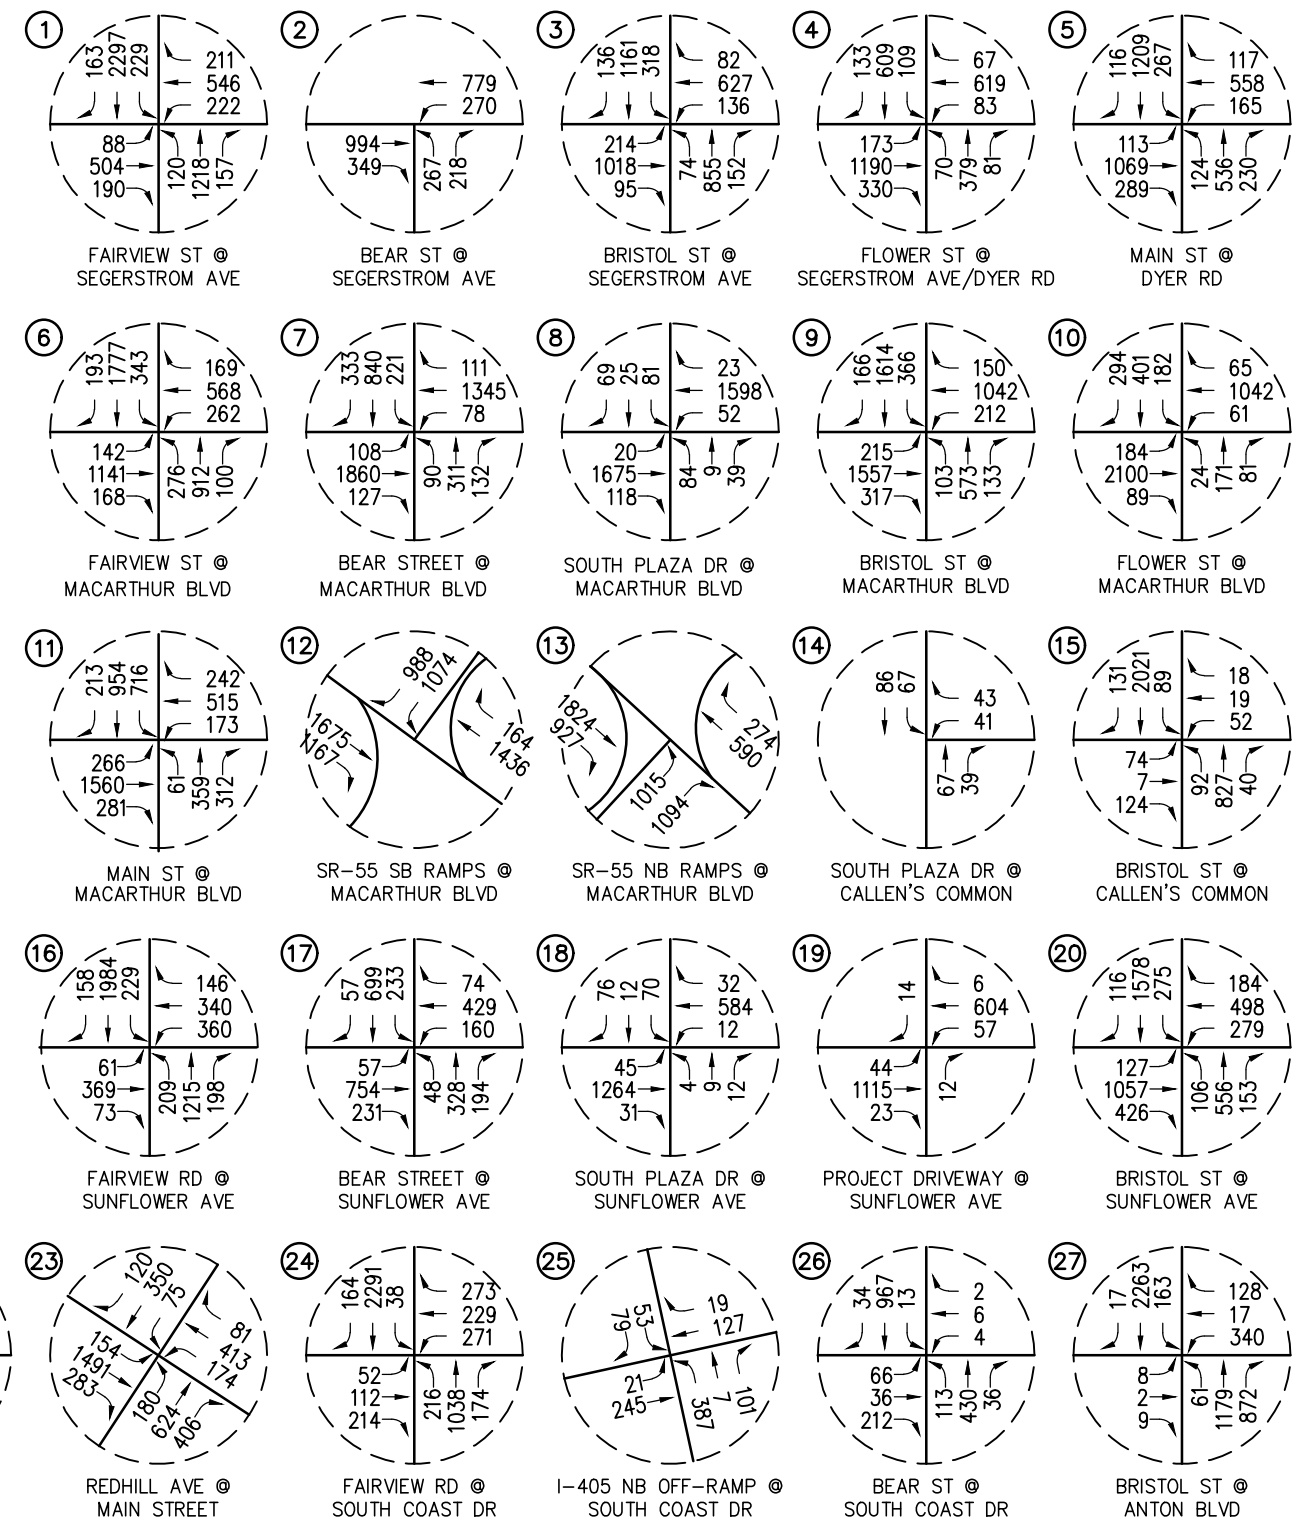 1
163 2297 229
211
546
222
88
504
190
120 1218 157
FAIRVIEW ST @
SEGERSTROM AVE
2
779
270
994
349
267 218
BEAR ST @
SEGERSTROM AVE
3
136 1161 318
82
627
136
214
1018
95
74 855 152
BRISTOL ST @
SEGERSTROM AVE
4
133 609 109
67
619
83
173
1190
330
70 379 81
FLOWER ST @
SEGERSTROM AVE/DYER RD
5
116 1209 267
117
558
165
113
1069
289
124 536 230
MAIN ST @
DYER RD
6
193 1777 343
169
568
262
142
1141
168
276 912 100
FAIRVIEW ST @
MACARTHUR BLVD
7
333 840 221
111
1345
78
108
1860
127
90 311 132
BEAR STREET @
MACARTHUR BLVD
8
69 25 81
23
1598
52
20
1675
118
84 9 39
SOUTH PLAZA DR @
MACARTHUR BLVD
9
166 1614 366
150
1042
212
215
1557
317
103 573 133
BRISTOL ST @
MACARTHUR BLVD
10
294 401 182
65
1042
61
184
2100
89
24 171 81
FLOWER ST @
MACARTHUR BLVD
11
213 954 716
242
515
173
266
1560
281
61 359 312
MAIN ST @
MACARTHUR BLVD
12
988
1074
1675
1167
164
1436
SR-55 SB RAMPS @
MACARTHUR BLVD
13
1824
927
274
590
1015
1094
SR-55 NB RAMPS @
MACARTHUR BLVD
14
86 67
43
41
67 39
SOUTH PLAZA DR @
CALLEN'S COMMON
15
131 2021 89
18
19
52
74
7
124
92 827 40
BRISTOL ST @
CALLEN'S COMMON
16
158 1984 229
146
340
360
61
369
73
209 1215 198
FAIRVIEW RD @
SUNFLOWER AVE
17
57 699 233
74
429
160
57
754
231
48 328 194
BEAR STREET @
SUNFLOWER AVE
18
76 12 70
32
584
12
45
1264
31
4 9 12
SOUTH PLAZA DR @
SUNFLOWER AVE
19
14
6
604
57
44
1115
23
12
PROJECT DRIVEWAY @
SUNFLOWER AVE
20
116 1578 275
184
498
279
127
1057
426
106 556 153
BRISTOL ST @
SUNFLOWER AVE
23
120 350 75
81
413
174
154
1491
283
180 624 406
REDHILL AVE @
MAIN STREET
24
164 2291 38
273
229
271
52
112
214
216 1038 174
FAIRVIEW RD @
SOUTH COAST DR
25
79 53
19
127
21
245
387 7 101
I-405 NB OFF-RAMP @
SOUTH COAST DR
26
34 967 13
2
6
4
66
36
212
113 430 36
BEAR ST @
SOUTH COAST DR
27
17 2263 163
128
17
340
8
2
9
61 1179 872
BRISTOL ST @
ANTON BLVD